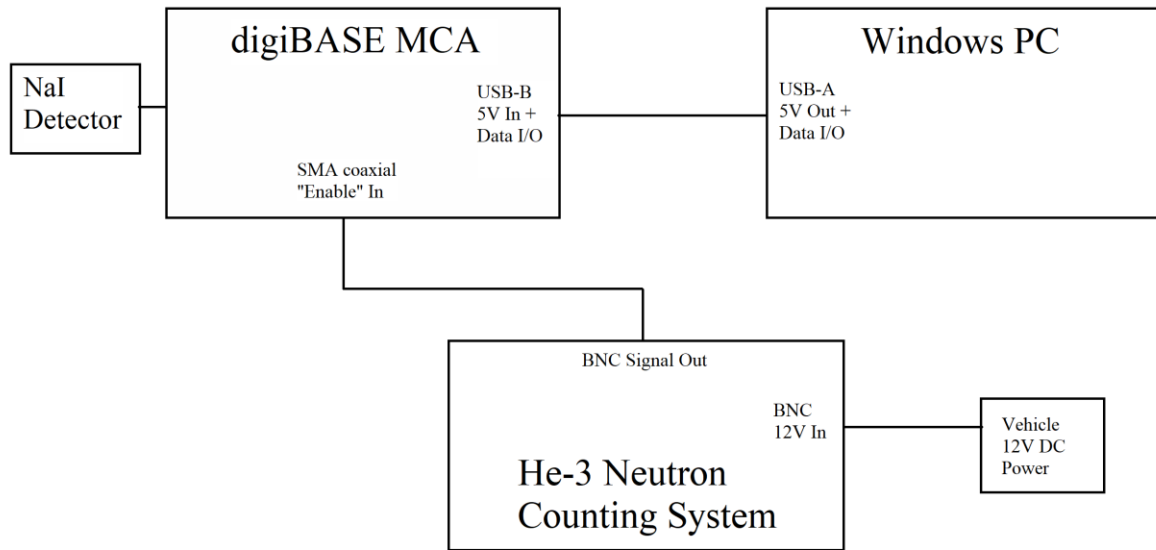 digiBASE MCA
Windows PC
NaI
Detector
USB-B
5V In +
Data I/O
USB-A
5V Out +
Data I/O
SMA coaxial
"Enable" In
BNC Signal Out
BNC
12V In
Vehicle
12V DC
Power
He-3 Neutron
Counting System